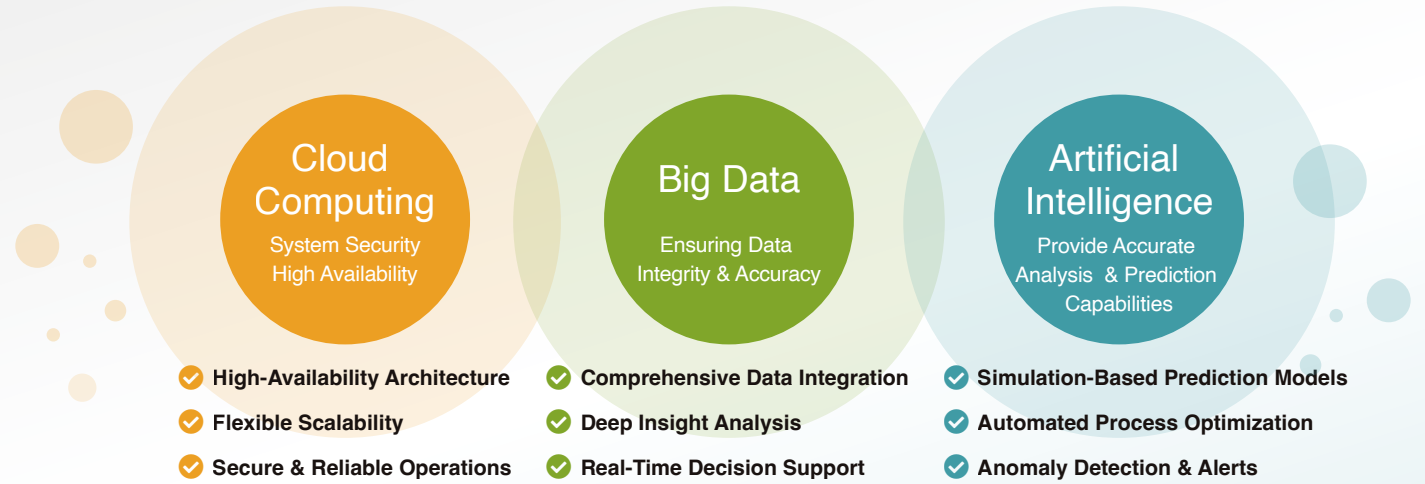 Cloud
Computing
System Security
High Availability
Big Data
Ensuring Data
Integrity & Accuracy
Artificial
Intelligence
Provide Accurate
Analysis & Prediction
Capabilities
High-Availability Architecture
Flexible Scalability
Secure & Reliable Operations
Comprehensive Data Integration
Deep Insight Analysis
Real-Time Decision Support
Simulation-Based Prediction Models
Automated Process Optimization
Anomaly Detection & Alerts